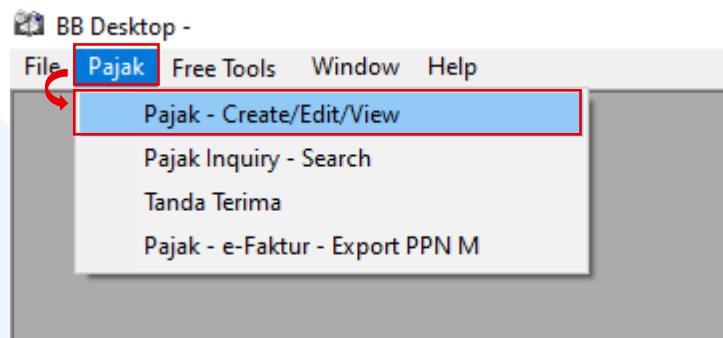 BB Desktop -
File Pajak Free Tools Window Help
Pajak - Create/Edit/View
Pajak Inquiry - Search
Tanda Terima
Pajak - e-Faktur - Export PPN M